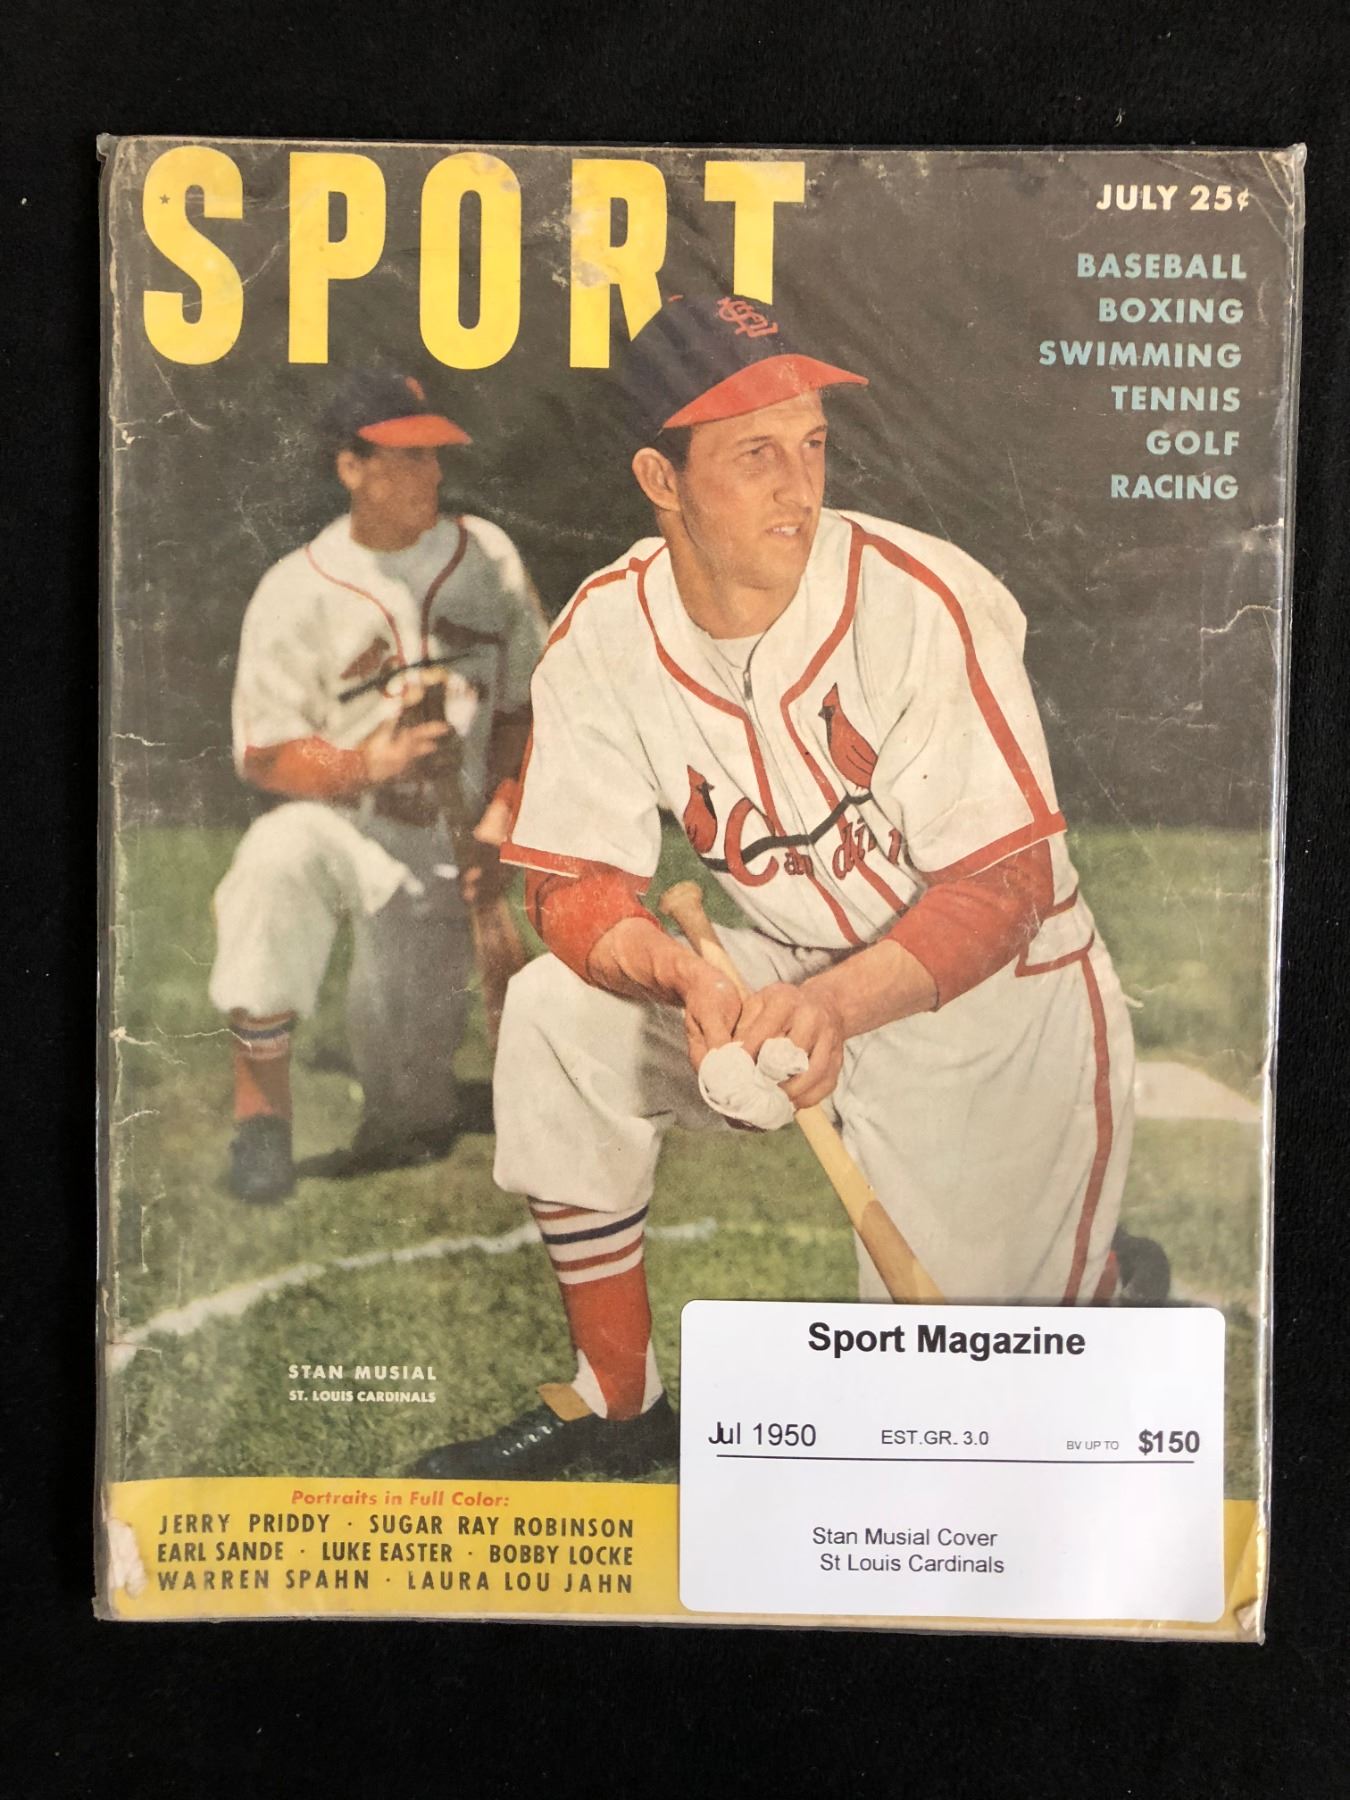 SPORT
JULY 25¢
BASEBALL
BOXING
SWIMMING
TENNIS
GOLF
RACING
Cardinals
STAN MUSIAL
ST. LOUIS CARDINALS
Portraits in Full Color:
JERRY PRIDDY · SUGAR RAY ROBINSON
EARL SANDE · LUKE EASTER · BOBBY LOCKE
WARREN SPAHN · LAURA LOU JAHN
Sport Magazine
Jul 1950 EST.GR. 3.0 BV UP TO $150
Stan Musial Cover
St Louis Cardinals